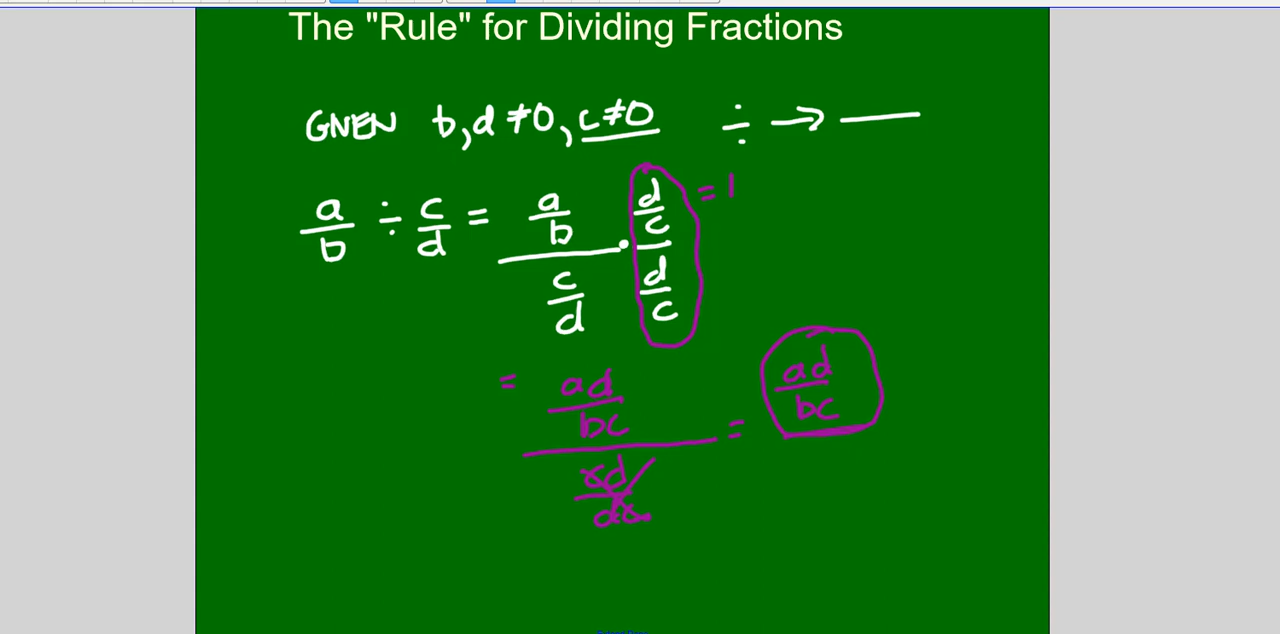 The "Rule" for Dividing Fractions
GIVEN b, d ≠ 0, c ≠ 0 ÷ → —
a/b ÷ c/d = (a/b)/(c/d) · (d/c)/(d/c) = 1
= (ad/bc)/(cd/dc) = ad/bc